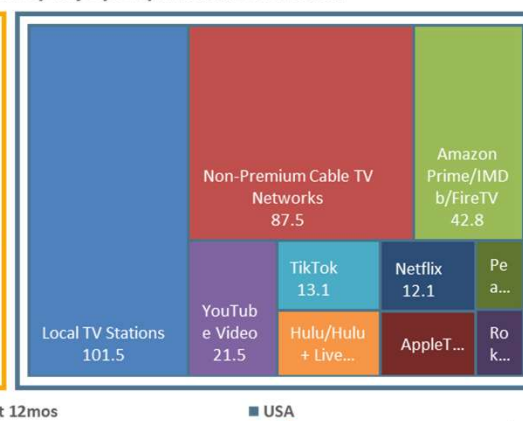 Local TV Stations
101.5
Non-Premium Cable TV
Networks
87.5
Amazon
Prime/IMD
b/FireTV
42.8
YouTub
e Video
21.5
TikTok
13.1
Hulu/Hulu
+ Live...
Netflix
12.1
AppleT...
Pe
a...
Ro
k...
t 12mos
USA